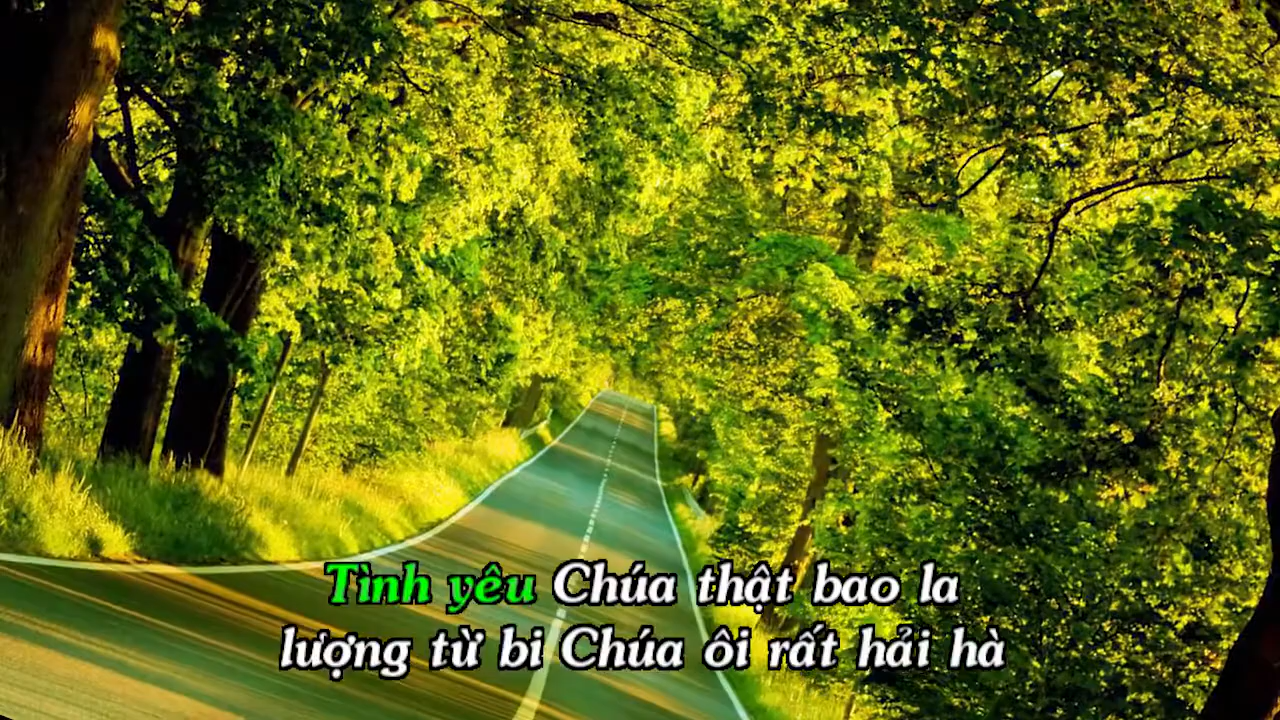 Tình yêu Chúa thật bao la
lượng từ bi Chúa ôi rất hải hà